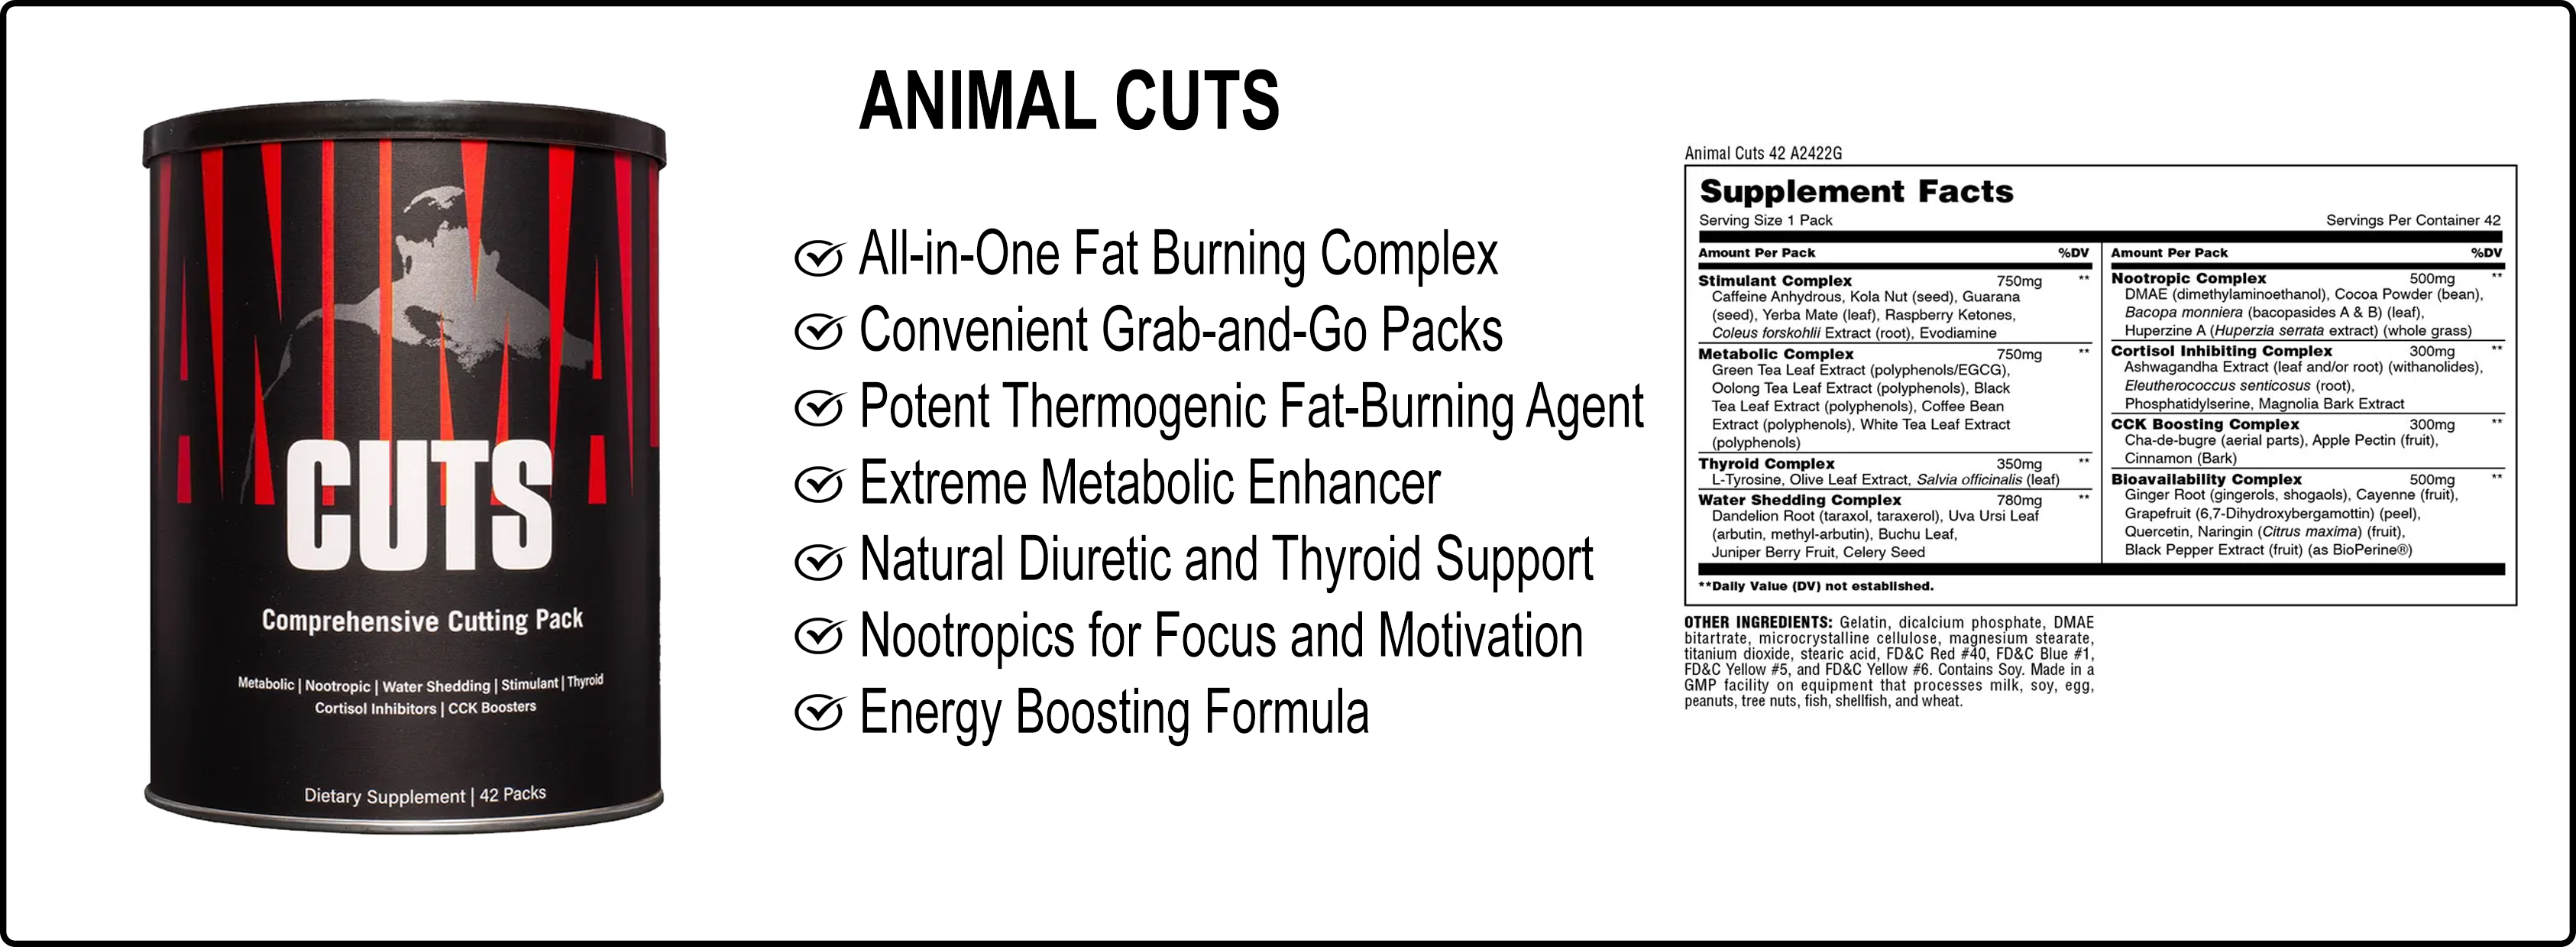 ANIMAL
CUTS
Comprehensive Cutting Pack
Metabolic | Nootropic | Water Shedding | Stimulant | Thyroid
Cortisol Inhibitors | CCK Boosters
Dietary Supplement | 42 Packs
ANIMAL CUTS
All-in-One Fat Burning Complex
Convenient Grab-and-Go Packs
Potent Thermogenic Fat-Burning Agent
Extreme Metabolic Enhancer
Natural Diuretic and Thyroid Support
Nootropics for Focus and Motivation
Energy Boosting Formula
Animal Cuts 42 A2422G
Supplement Facts
Serving Size 1 Pack Servings Per Container 42
Amount Per Pack %DV
Stimulant Complex 750mg **
Caffeine Anhydrous, Kola Nut (seed), Guarana
(seed), Yerba Mate (leaf), Raspberry Ketones,
Coleus forskohlii Extract (root), Evodiamine
Metabolic Complex 750mg **
Green Tea Leaf Extract (polyphenols/EGCG),
Oolong Tea Leaf Extract (polyphenols), Black
Tea Leaf Extract (polyphenols), Coffee Bean
Extract (polyphenols), White Tea Leaf Extract
(polyphenols)
Thyroid Complex 350mg **
L-Tyrosine, Olive Leaf Extract, Salvia officinalis (leaf)
Water Shedding Complex 780mg **
Dandelion Root (taraxol, taraxerol), Uva Ursi Leaf
(arbutin, methyl-arbutin), Buchu Leaf,
Juniper Berry Fruit, Celery Seed
Amount Per Pack %DV
Nootropic Complex 500mg **
DMAE (dimethylaminoethanol), Cocoa Powder (bean),
Bacopa monniera (bacopasides A & B) (leaf),
Huperzine A (Huperzia serrata extract) (whole grass)
Cortisol Inhibiting Complex 300mg **
Ashwagandha Extract (leaf and/or root) (withanolides),
Eleutherococcus senticosus (root),
Phosphatidylserine, Magnolia Bark Extract
CCK Boosting Complex 300mg **
Cha-de-bugre (aerial parts), Apple Pectin (fruit),
Cinnamon (Bark)
Bioavailability Complex 500mg **
Ginger Root (gingerols, shogaols), Cayenne (fruit),
Grapefruit (6,7-Dihydroxybergamottin) (peel),
Quercetin, Naringin (Citrus maxima) (fruit),
Black Pepper Extract (fruit) (as BioPerine®)
**Daily Value (DV) not established.
OTHER INGREDIENTS: Gelatin, dicalcium phosphate, DMAE
bitartrate, microcrystalline cellulose, magnesium stearate,
titanium dioxide, stearic acid, FD&C Red #40, FD&C Blue #1,
FD&C Yellow #5, and FD&C Yellow #6. Contains Soy. Made in a
GMP facility on equipment that processes milk, soy, egg,
peanuts, tree nuts, fish, shellfish, and wheat.